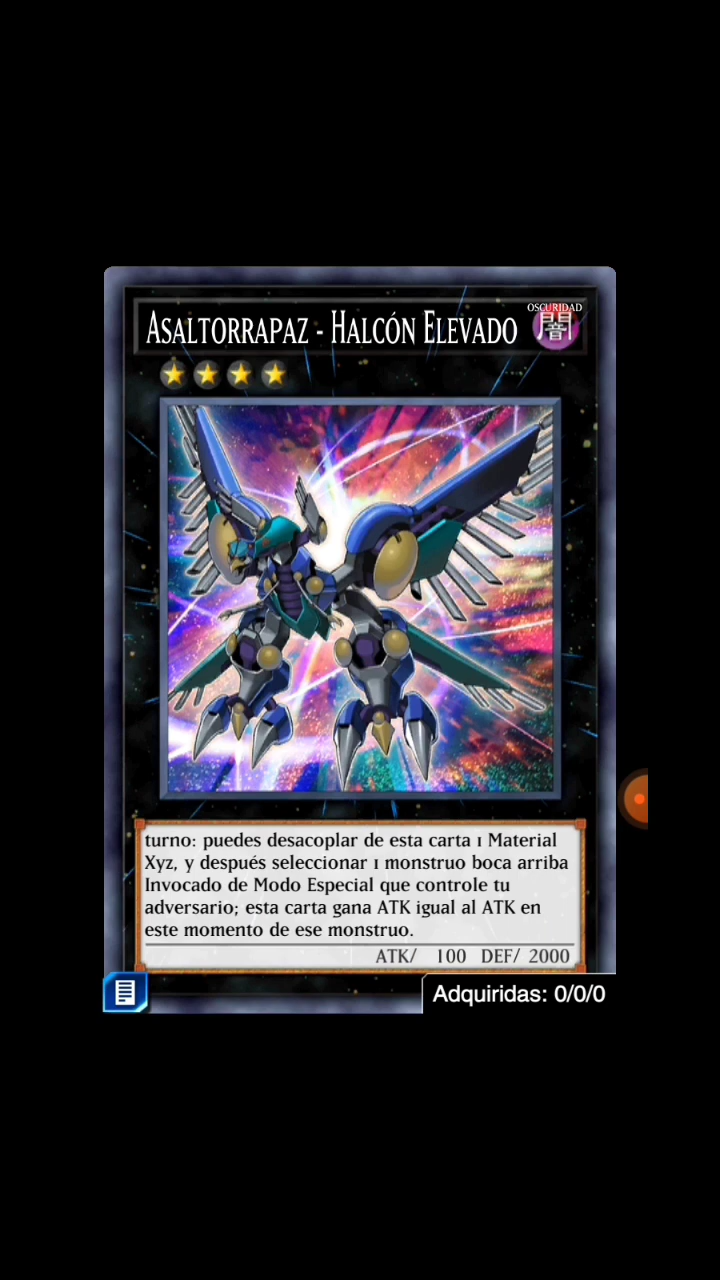 ASALTORRAPAZ - HALCÓN ELEVADO
OSCURIDAD
闇
turno: puedes desacoplar de esta carta 1 Material
Xyz, y después seleccionar 1 monstruo boca arriba
Invocado de Modo Especial que controle tu
adversario; esta carta gana ATK igual al ATK en
este momento de ese monstruo.
ATK/ 100 DEF/ 2000
Adquiridas: 0/0/0